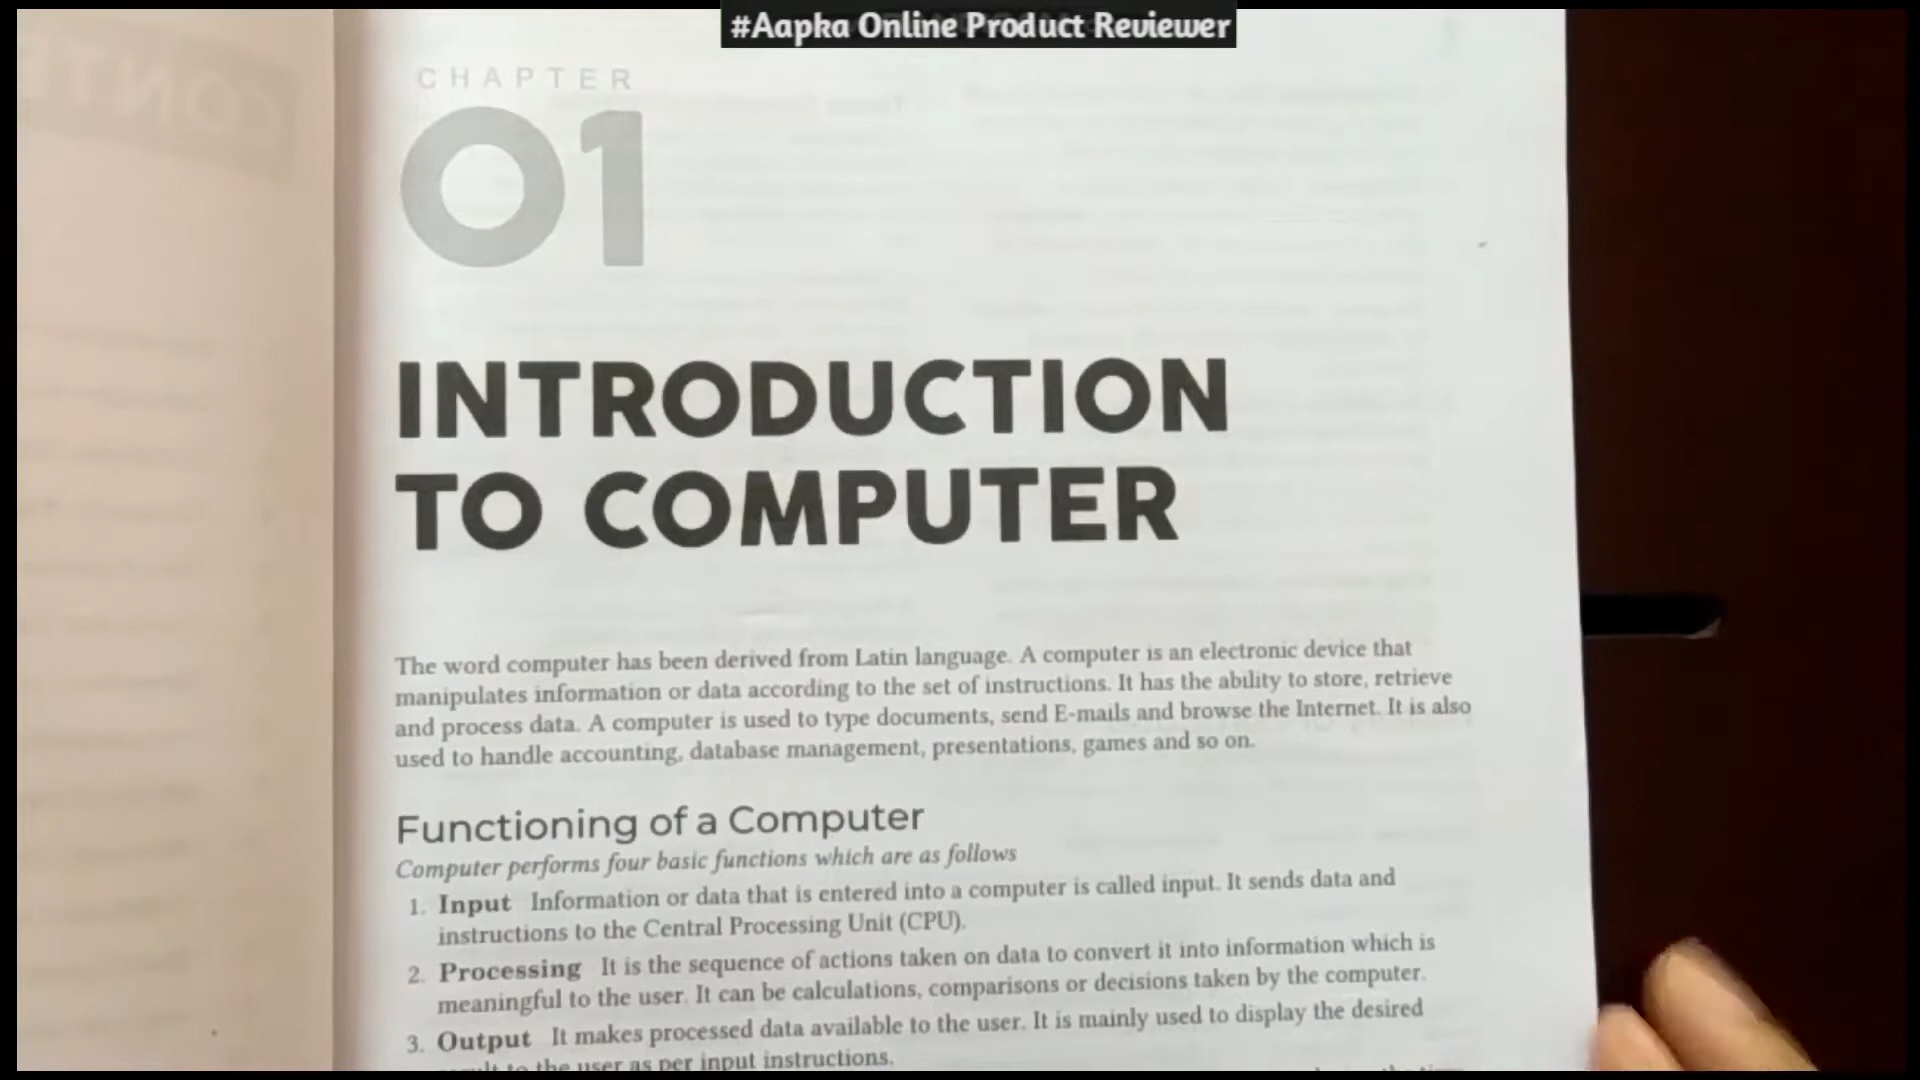 #Aapka Online Product Reviewer
CHAPTER
01
INTRODUCTION
TO COMPUTER
The word computer has been derived from Latin language. A computer is an electronic device that
manipulates information or data according to the set of instructions. It has the ability to store, retrieve
and process data. A computer is used to type documents, send E-mails and browse the Internet. It is also
used to handle accounting, database management, presentations, games and so on.
Functioning of a Computer
Computer performs four basic functions which are as follows
1. Input Information or data that is entered into a computer is called input. It sends data and
instructions to the Central Processing Unit (CPU).
2. Processing It is the sequence of actions taken on data to convert it into information which is
meaningful to the user. It can be calculations, comparisons or decisions taken by the computer.
3. Output It makes processed data available to the user. It is mainly used to display the desired
to the user as per input instructions.